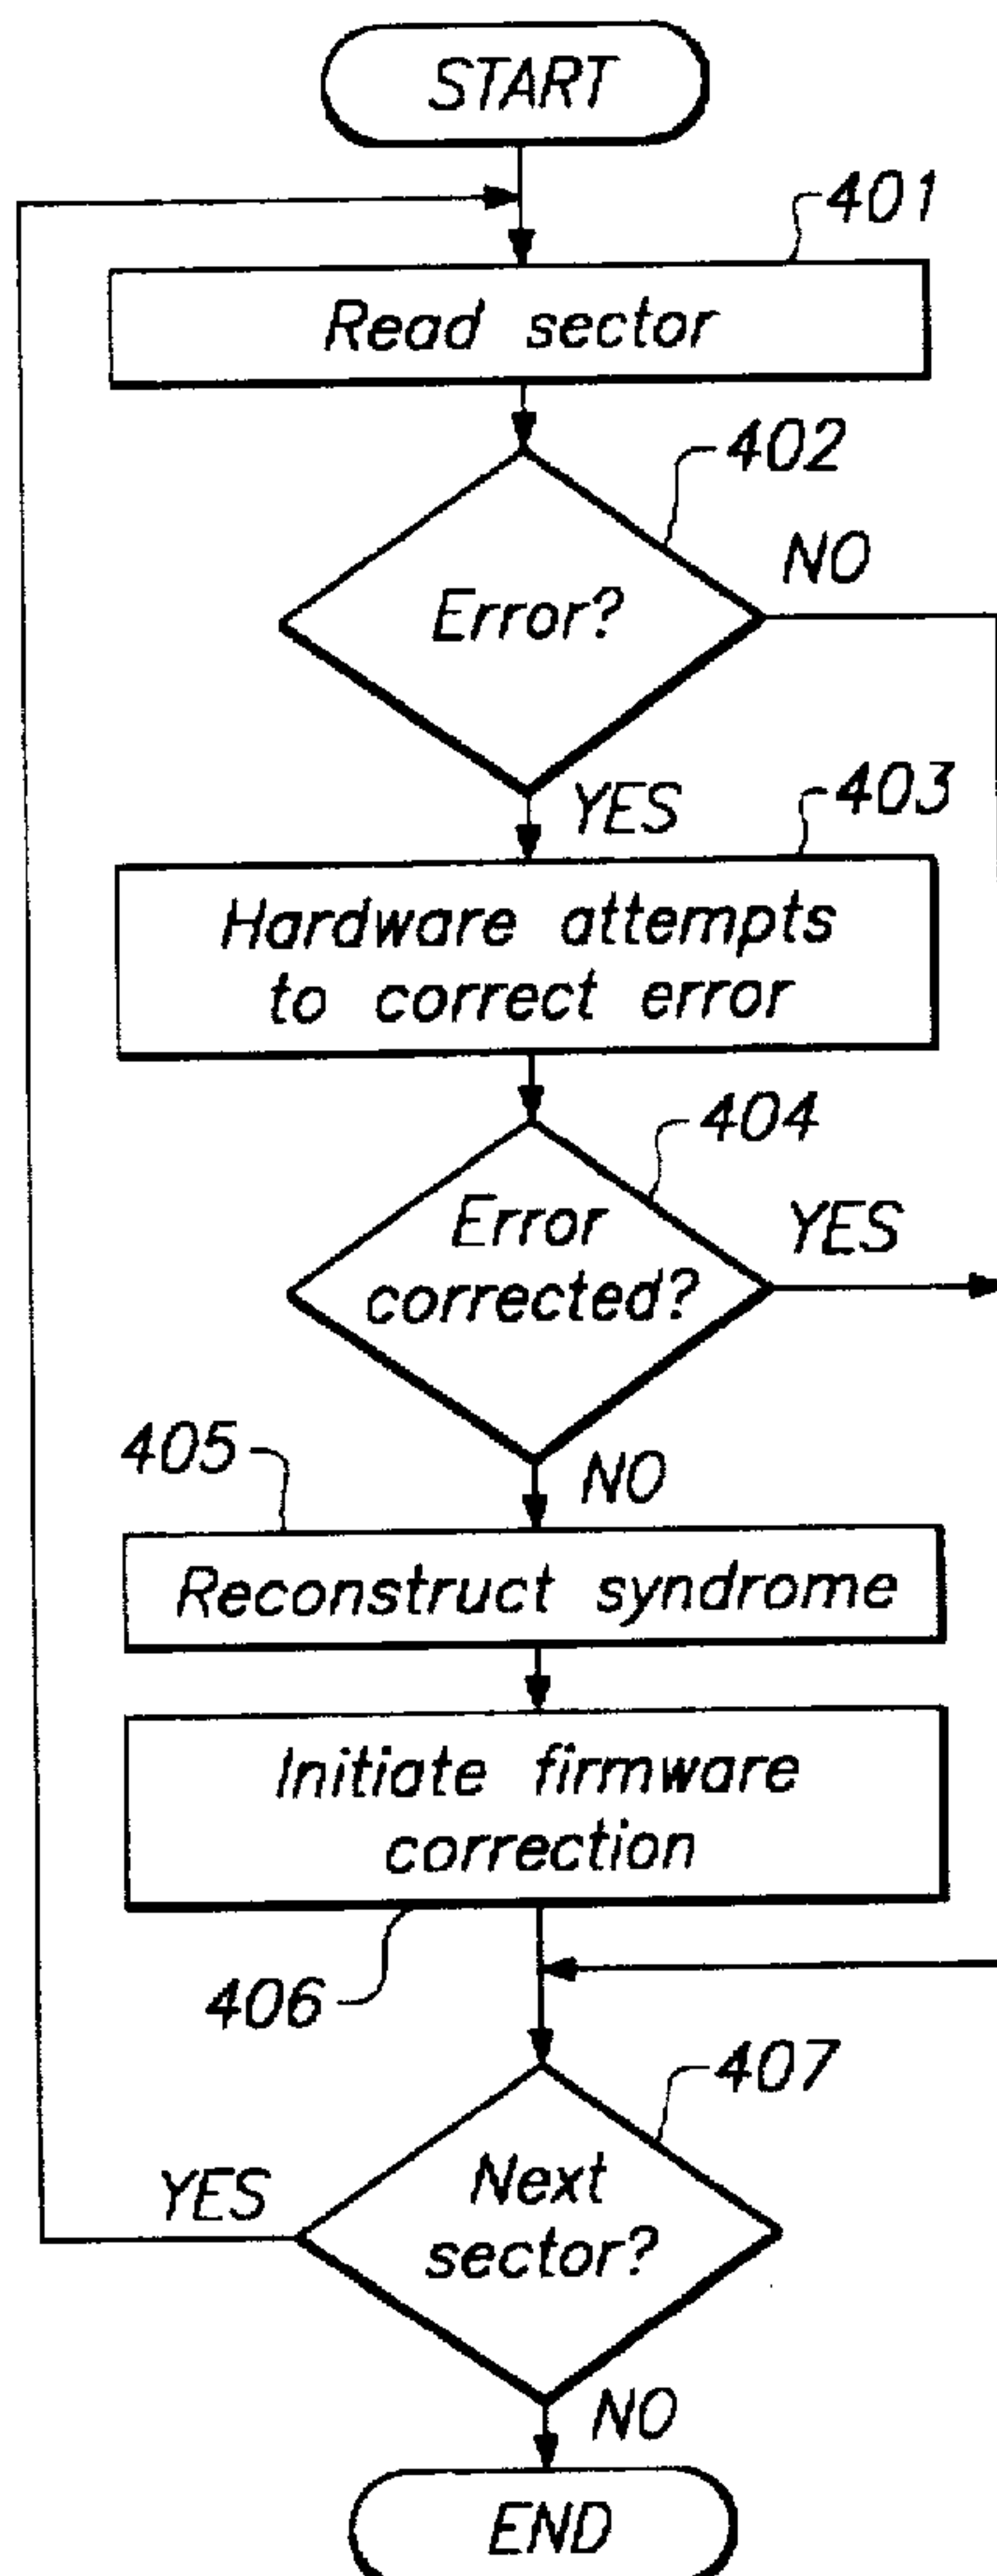 START
401
Read sector
402
NO
Error?
YES
403
Hardware attempts
to correct error
404
Error
corrected?
YES
NO
405
Reconstruct syndrome
Initiate firmware
correction
406
407
Next
sector?
YES
NO
END